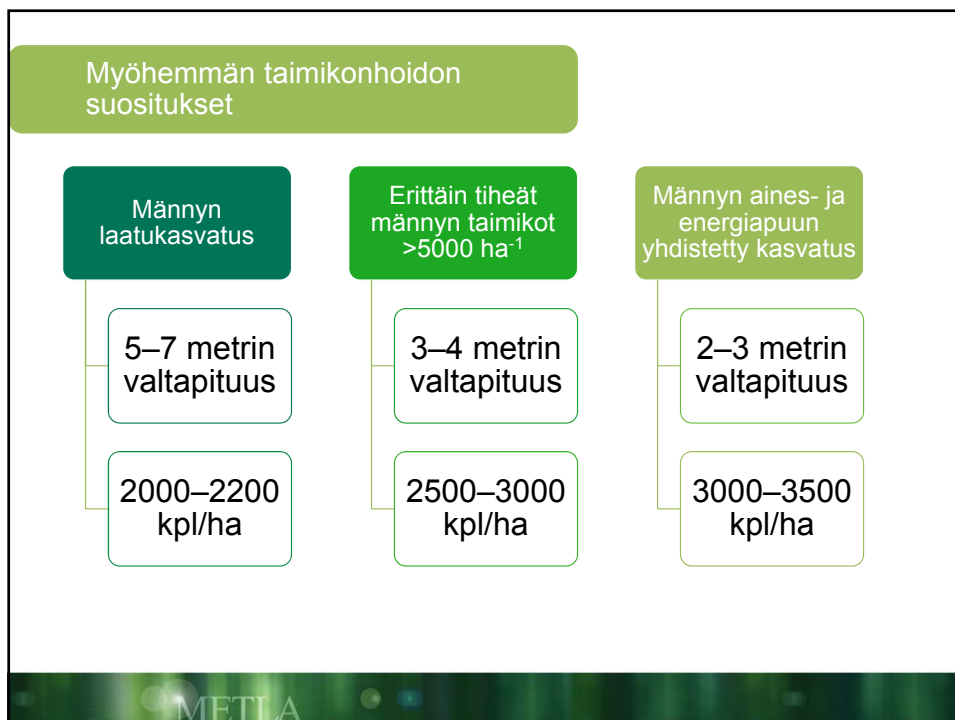 Myöhemmän taimikonhoidon
suositukset
Männyn
laatukasvatus
5–7 metrin
valtapituus
2000–2200
kpl/ha
Erittäin tiheät
männyn taimikot
>5000 ha⁻¹
3–4 metrin
valtapituus
2500–3000
kpl/ha
Männyn aines- ja
energiapuun
yhdistetty kasvatus
2–3 metrin
valtapituus
3000–3500
kpl/ha
METLA